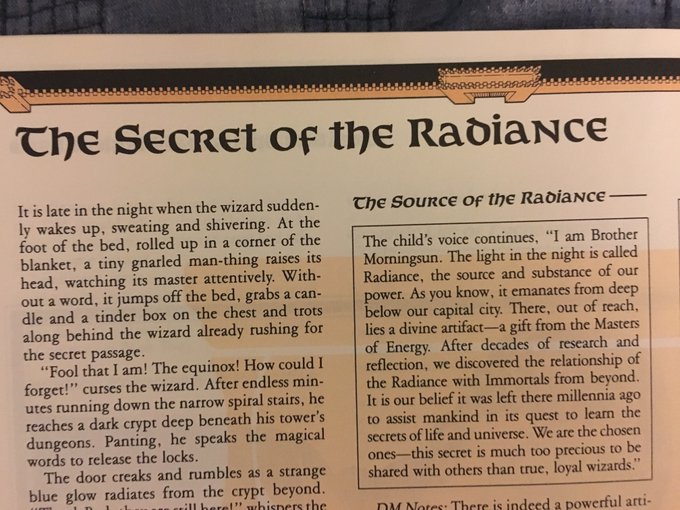 The Secret of the Radiance
It is late in the night when the wizard sudden-
ly wakes up, sweating and shivering. At the
foot of the bed, rolled up in a corner of the
blanket, a tiny gnarled man-thing raises its
head, watching its master attentively. With-
out a word, it jumps off the bed, grabs a can-
dle and a tinder box on the chest and trots
along behind the wizard already rushing for
the secret passage.
"Fool that I am! The equinox! How could I
forget!" curses the wizard. After endless min-
utes running down the narrow spiral stairs, he
reaches a dark crypt deep beneath his tower's
dungeons. Panting, he speaks the magical
words to release the locks.
The door creaks and rumbles as a strange
blue glow radiates from the crypt beyond.
still here!" whispers the
The Source of the Radiance
The child's voice continues, "I am Brother
Morningsun. The light in the night is called
Radiance, the source and substance of our
power. As you know, it emanates from deep
below our capital city. There, out of reach,
lies a divine artifact—a gift from the Masters
of Energy. After decades of research and
reflection, we discovered the relationship of
the Radiance with Immortals from beyond.
It is our belief it was left there millennia ago
to assist mankind in its quest to learn the
secrets of life and universe. We are the chosen
ones—this secret is much too precious to be
shared with others than true, loyal wizards."
DM Notes: There is indeed a powerful arti-